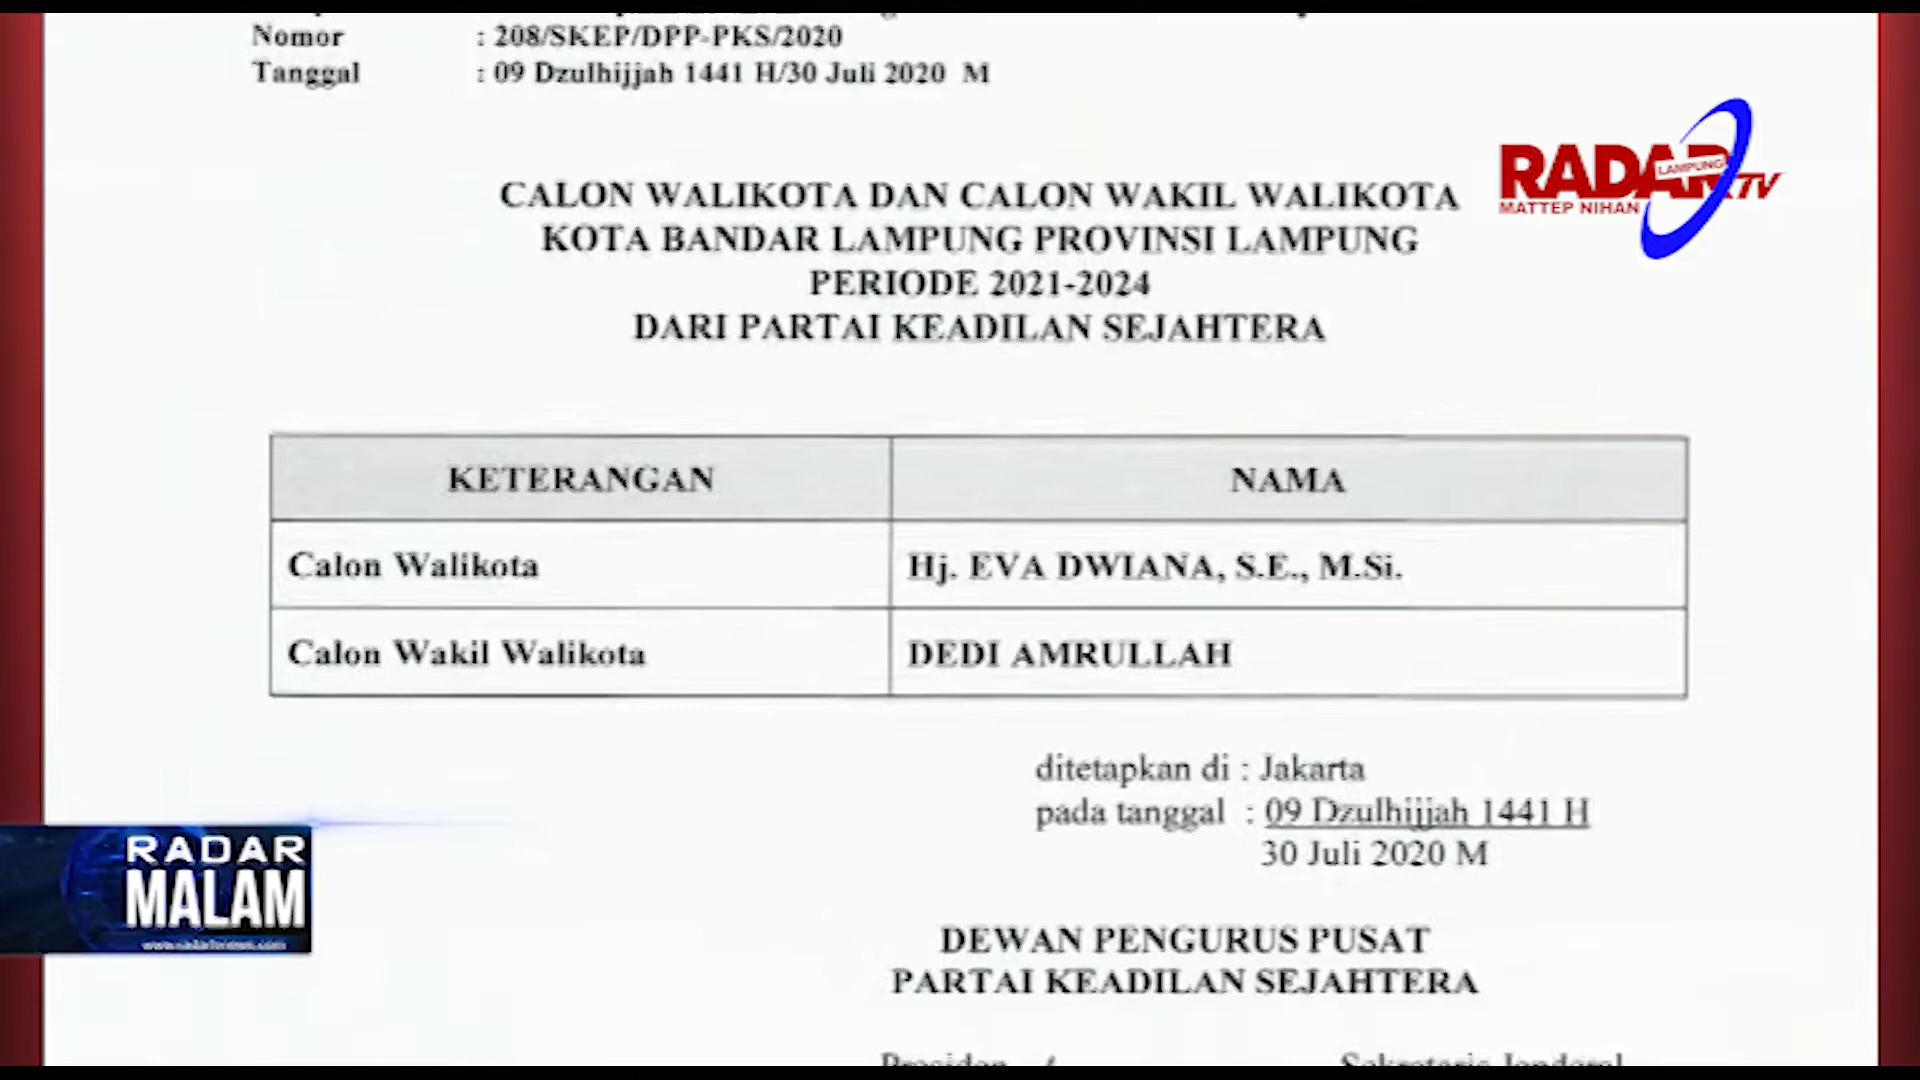 Nomor : 208/SKEP/DPP-PKS/2020
Tanggal : 09 Dzulhijjah 1441 H/30 Juli 2020 M
RADAR TV
LAMPUNG
MATTEP NIHAN
CALON WALIKOTA DAN CALON WAKIL WALIKOTA
KOTA BANDAR LAMPUNG PROVINSI LAMPUNG
PERIODE 2021-2024
DARI PARTAI KEADILAN SEJAHTERA
KETERANGAN NAMA
Calon Walikota Hj. EVA DWIANA, S.E., M.Si.
Calon Wakil Walikota DEDI AMRULLAH
ditetapkan di : Jakarta
pada tanggal : 09 Dzulhijjah 1441 H
30 Juli 2020 M
RADAR
MALAM
DEWAN PENGURUS PUSAT
PARTAI KEADILAN SEJAHTERA
Presiden Sekretaris Jenderal